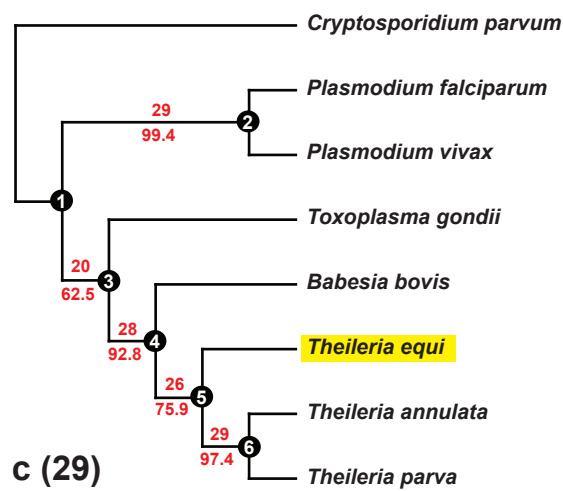 Cryptosporidium parvum
Plasmodium falciparum
29
99.4
2
Plasmodium vivax
1
Toxoplasma gondii
20
62.5
3
Babesia bovis
28
92.8
4
Theileria equi
26
75.9
5
Theileria annulata
29
97.4
6
Theileria parva
c (29)